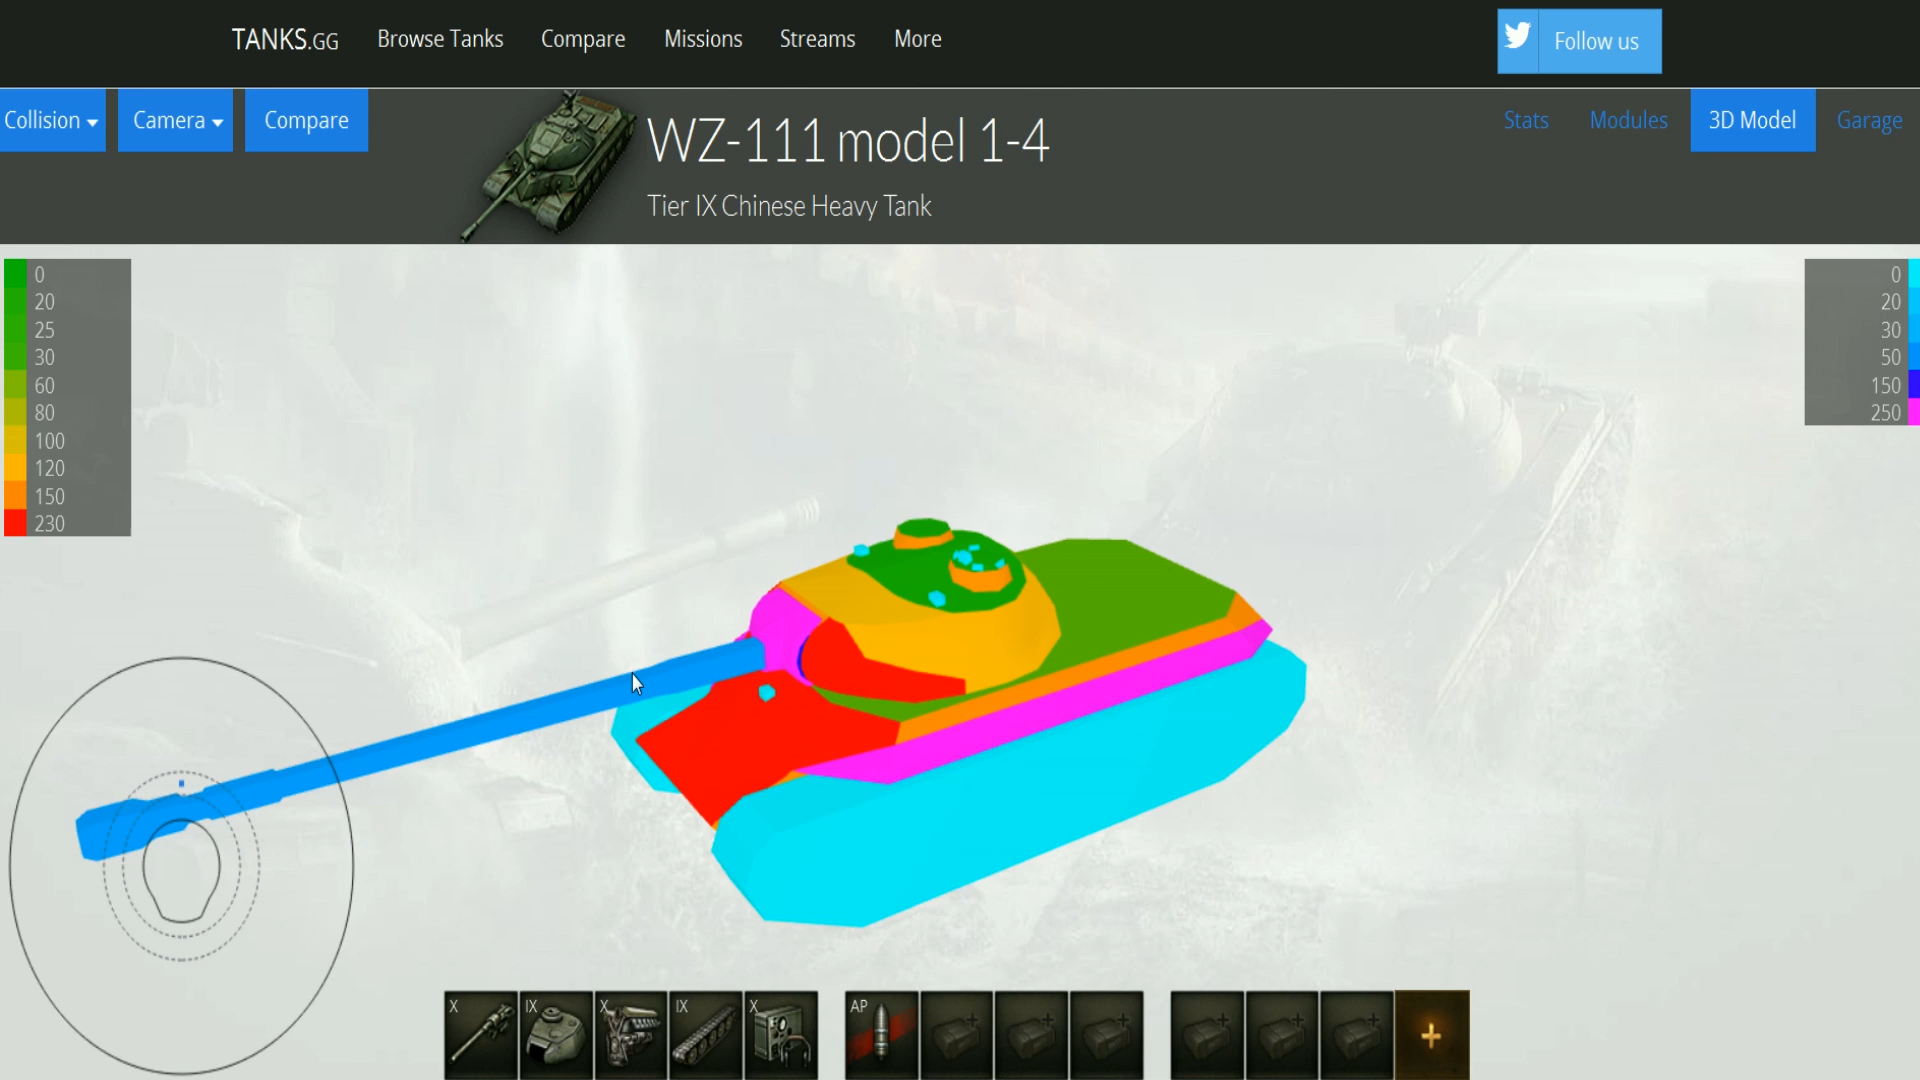 TANKS.GG Browse Tanks Compare Missions Streams More Follow us
Collision Camera Compare
WZ-111 model 1-4
Tier IX Chinese Heavy Tank
Stats Modules 3D Model Garage
0
20
25
30
60
80
100
120
150
230
0
20
30
50
150
250
X IX X IX X AP